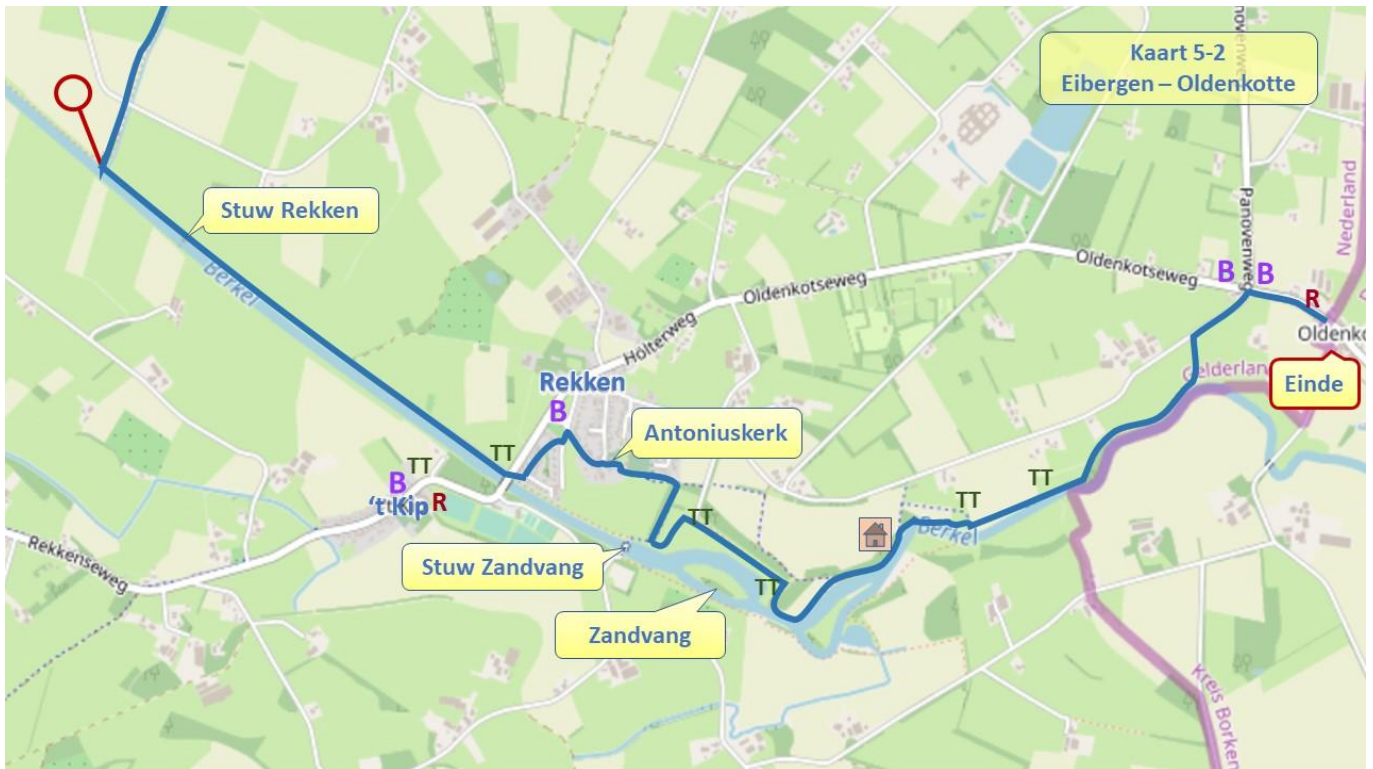 Kaart 5-2
Eibergen – Oldenkotte
Nederland
Panovenweg
Stuw Rekken
Berkel
Oldenkotseweg
B B
Oldenkotseweg
R
Hölterweg
Oldenko
Gelderland
Einde
Rekken
B
Antoniuskerk
TT
TT
B
't Kip
R
TT
TT
TT
Berkel
Rekkenseweg
Stuw Zandvang
TT
Zandvang
Kreis Borken